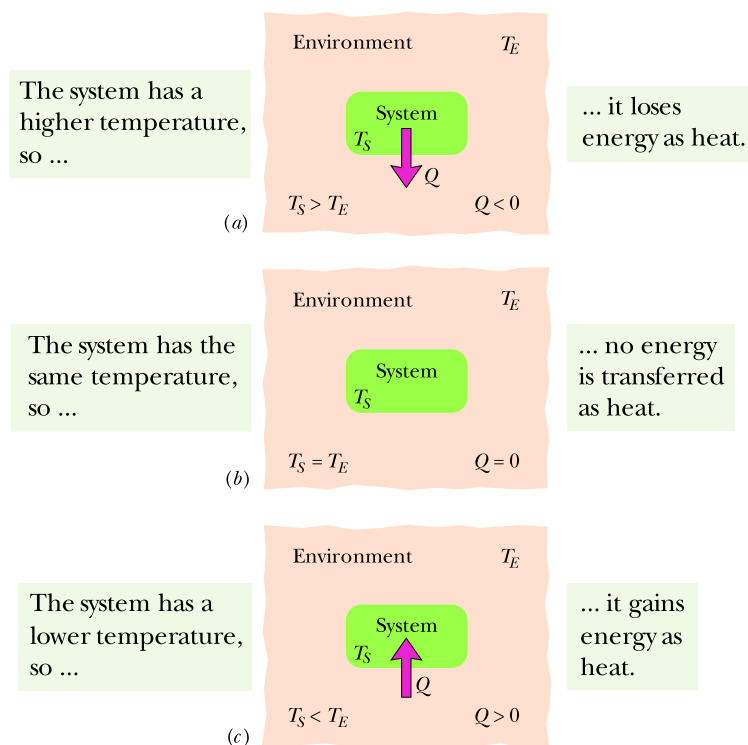 Environment
T_E
The system has a
higher temperature,
so ...
System
T_S
... it loses
energy as heat.
Q
T_S > T_E
Q < 0
(a)
Environment
T_E
The system has the
same temperature,
so ...
System
T_S
... no energy
is transferred
as heat.
T_S = T_E
Q = 0
(b)
Environment
T_E
The system has a
lower temperature,
so ...
System
T_S
... it gains
energy as
heat.
Q
T_S < T_E
Q > 0
(c)